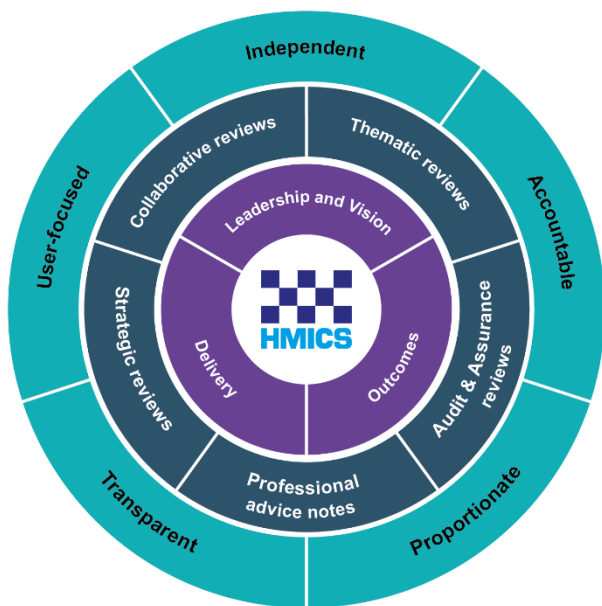 Independent
Accountable
Proportionate
Transparent
User-focused
Collaborative reviews
Thematic reviews
Audit & Assurance
reviews
Professional
advice notes
Strategic reviews
Leadership and Vision
Outcomes
Delivery
HMICS